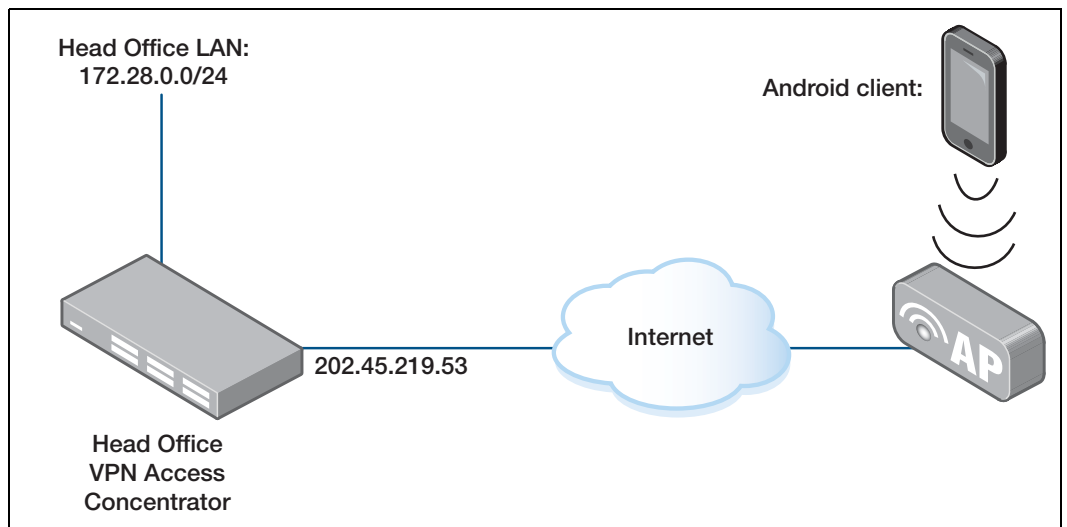 Head Office LAN:
172.28.0.0/24
Android client:
Internet
AP
202.45.219.53
Head Office
VPN Access
Concentrator